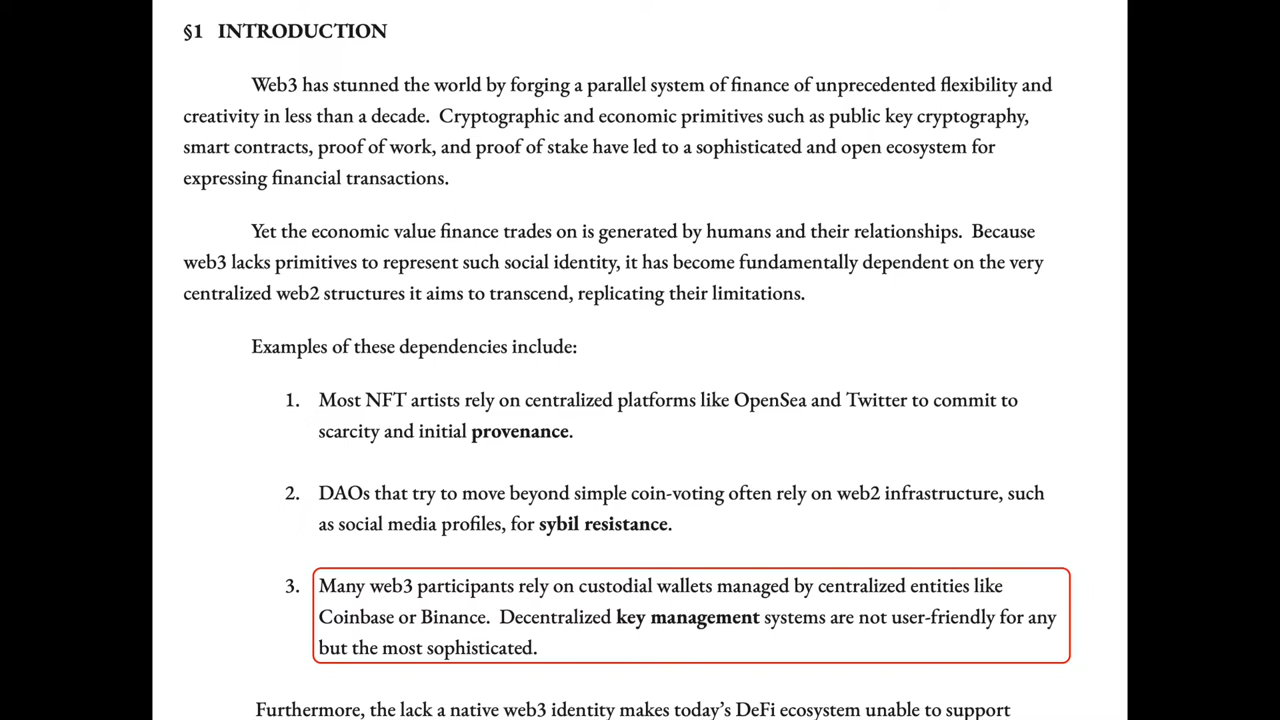 §1 INTRODUCTION
Web3 has stunned the world by forging a parallel system of finance of unprecedented flexibility and
creativity in less than a decade. Cryptographic and economic primitives such as public key cryptography,
smart contracts, proof of work, and proof of stake have led to a sophisticated and open ecosystem for
expressing financial transactions.
Yet the economic value finance trades on is generated by humans and their relationships. Because
web3 lacks primitives to represent such social identity, it has become fundamentally dependent on the very
centralized web2 structures it aims to transcend, replicating their limitations.
Examples of these dependencies include:
1. Most NFT artists rely on centralized platforms like OpenSea and Twitter to commit to
scarcity and initial provenance.
2. DAOs that try to move beyond simple coin-voting often rely on web2 infrastructure, such
as social media profiles, for sybil resistance.
3. Many web3 participants rely on custodial wallets managed by centralized entities like
Coinbase or Binance. Decentralized key management systems are not user-friendly for any
but the most sophisticated.
Furthermore, the lack a native web3 identity makes today's DeFi ecosystem unable to support